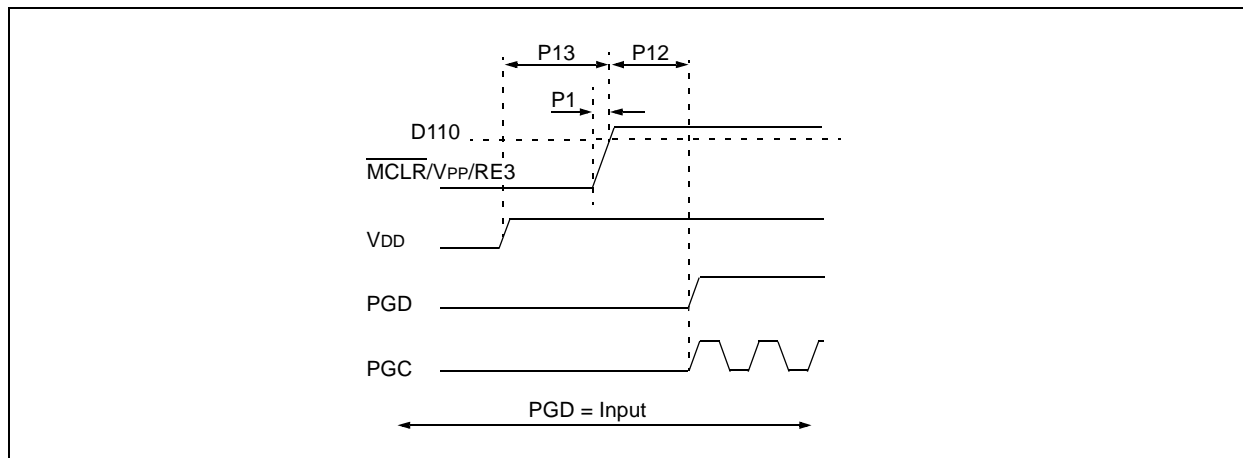 P13 P12
P1
D110
MCLR/VPP/RE3
VDD
PGD
PGC
PGD = Input